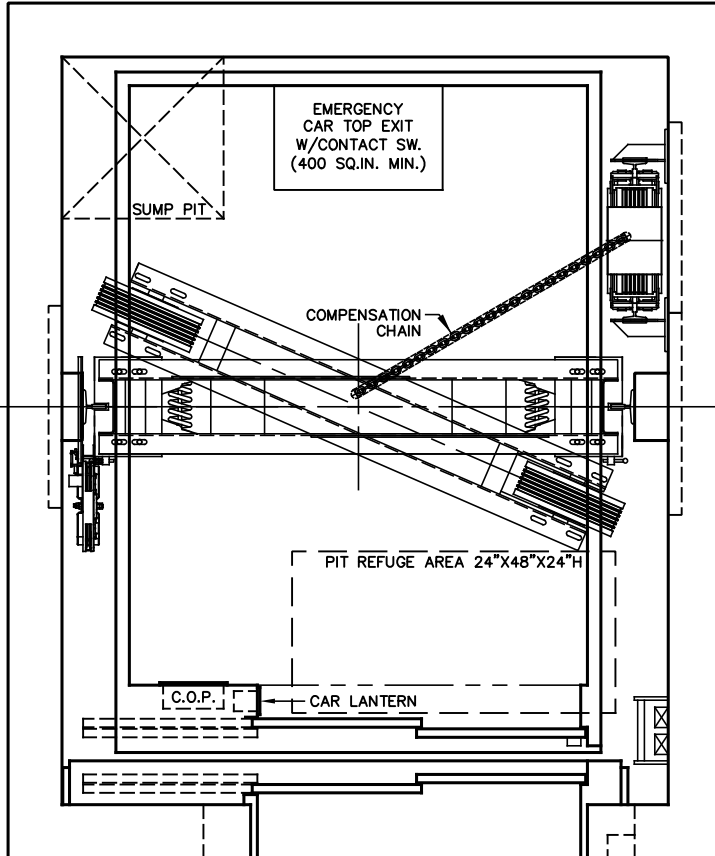 EMERGENCY
CAR TOP EXIT
W/CONTACT SW.
(400 SQ.IN. MIN.)
SUMP PIT
COMPENSATION
CHAIN
PIT REFUGE AREA 24"X48"X24"H
C.O.P.
CAR LANTERN